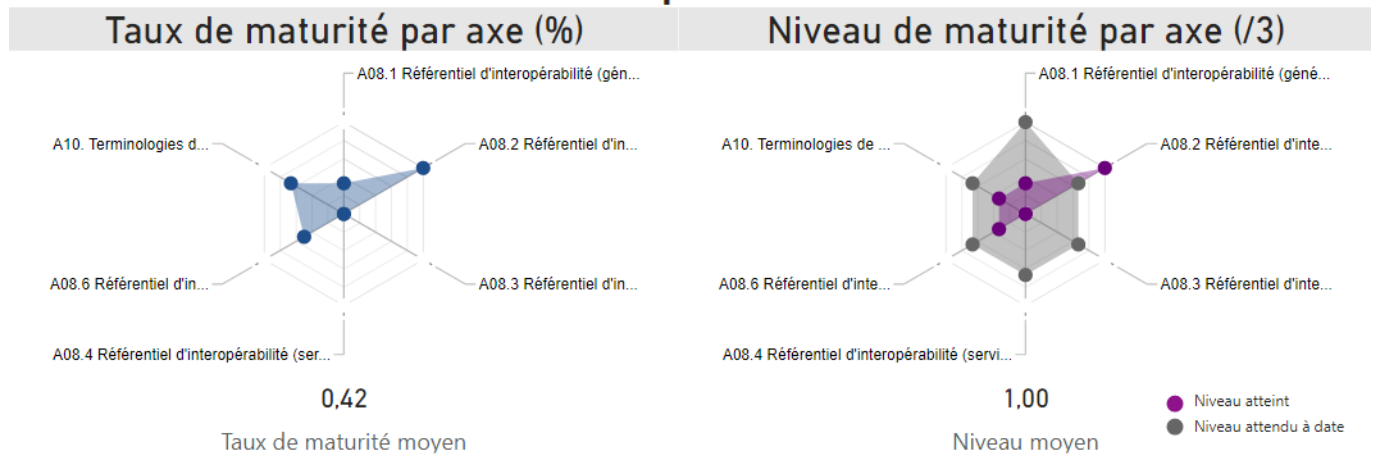 Taux de maturité par axe (%)
Niveau de maturité par axe (/3)
A08.1 Référentiel d'interopérabilité (gén...
A10. Terminologies d...
A08.2 Référentiel d'in...
A08.6 Référentiel d'in...
A08.3 Référentiel d'in...
A08.4 Référentiel d'interopérabilité (ser...
0,42
Taux de maturité moyen
A08.1 Référentiel d'interopérabilité (géné...
A10. Terminologies de ...
A08.2 Référentiel d'inte...
A08.6 Référentiel d'inte...
A08.3 Référentiel d'inte...
A08.4 Référentiel d'interopérabilité (servi...
1,00
Niveau moyen
Niveau atteint
Niveau attendu à date